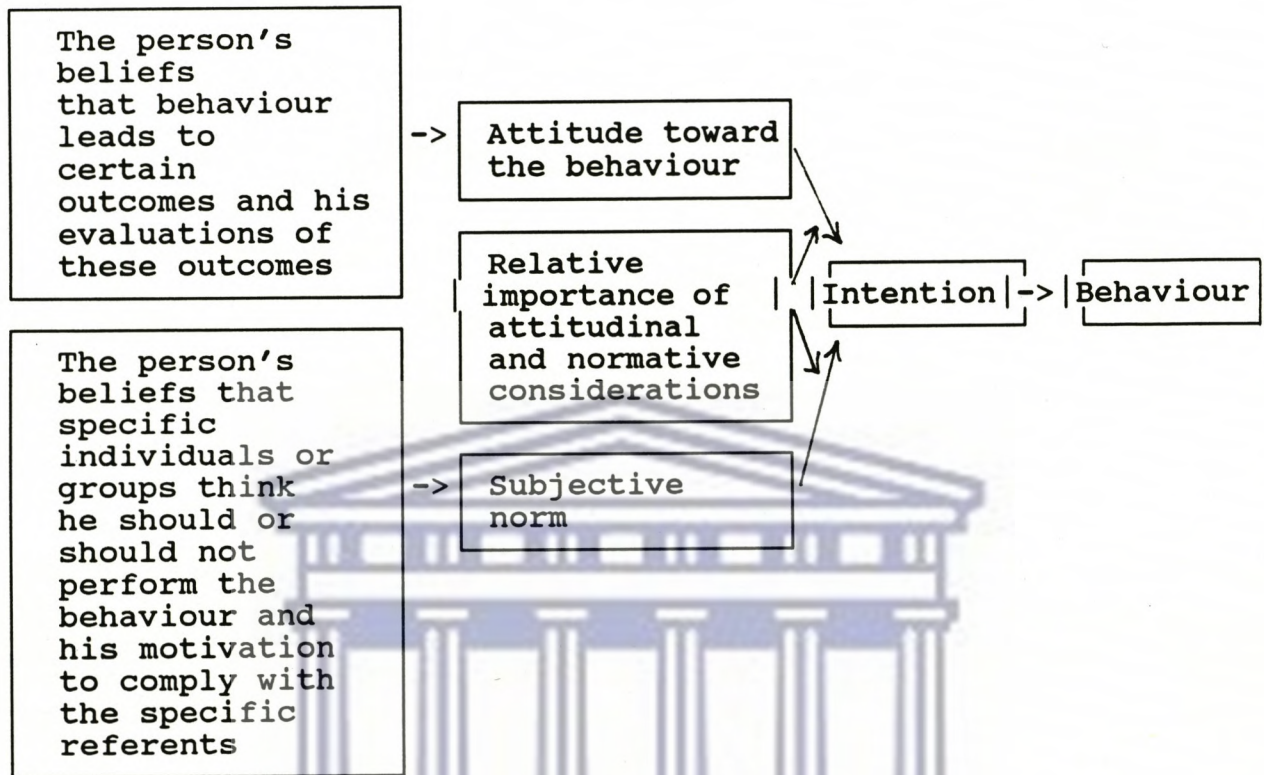 The person's
beliefs
that behaviour
leads to
certain
outcomes and his
evaluations of
these outcomes
->
Attitude toward
the behaviour
Relative
importance of
attitudinal
and normative
considerations
Intention
->
Behaviour
The person's
beliefs that
specific
individuals or
groups think
he should or
should not
perform the
behaviour and
his motivation
to comply with
the specific
referents
->
Subjective
norm